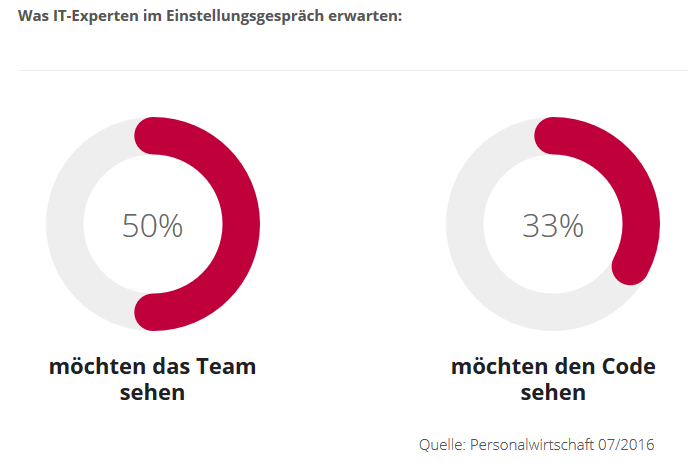 Was IT-Experten im Einstellungsgespräch erwarten:
50%
33%
möchten das Team
sehen
möchten den Code
sehen
Quelle: Personalwirtschaft 07/2016